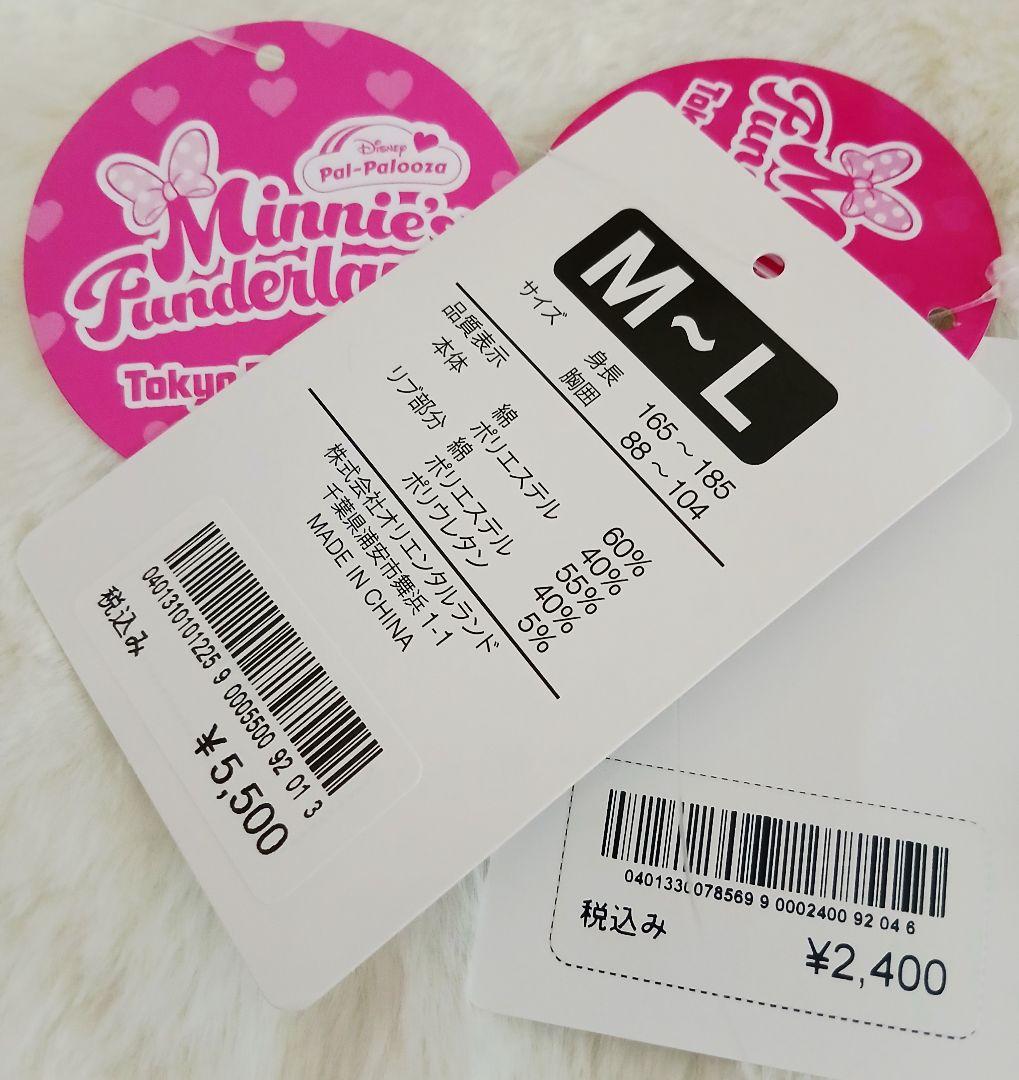 Disney
Pal-Palooza
Minnie's
Tokyo
M~L
サイズ 身長 165～185
胸囲 88～104
品質表示
本体 綿 60%
ポリエステル 40%
リブ部分 綿 55%
ポリエステル 40%
ポリウレタン 5%
株式会社オリエンタルランド
千葉県浦安市舞浜1-1
MADE IN CHINA
0401310101225 9 0005500 92 01 3
税込み
¥5,500
0401330078569 9 0002400 92 04 6
税込み
¥2,400